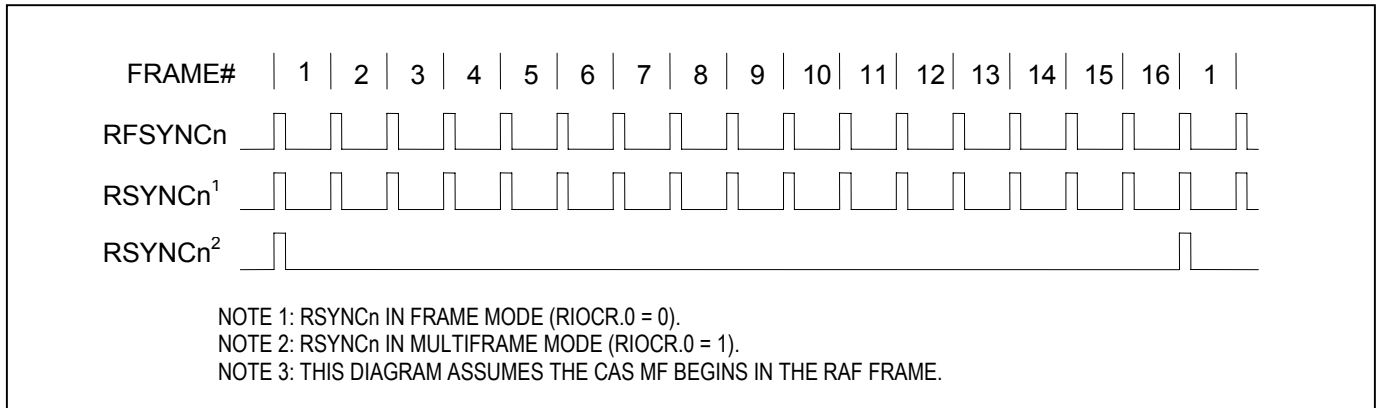 FRAME# 1 2 3 4 5 6 7 8 9 10 11 12 13 14 15 16 1
RFSYNCn
RSYNCn¹
RSYNCn²
NOTE 1: RSYNCn IN FRAME MODE (RIOCR.0 = 0).
NOTE 2: RSYNCn IN MULTIFRAME MODE (RIOCR.0 = 1).
NOTE 3: THIS DIAGRAM ASSUMES THE CAS MF BEGINS IN THE RAF FRAME.